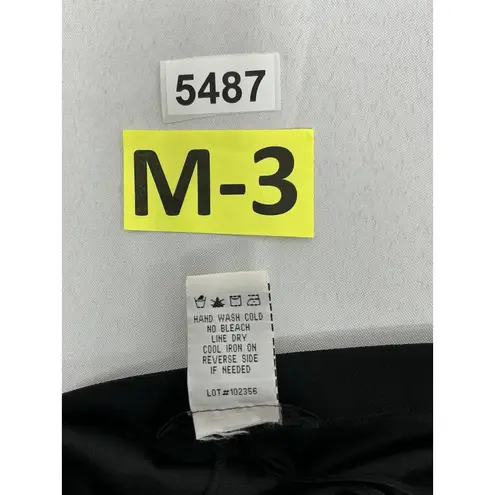 5487
M-3
HAND WASH COLD
NO BLEACH
LINE DRY
COOL IRON ON
REVERSE SIDE
IF NEEDED
LOT#102356